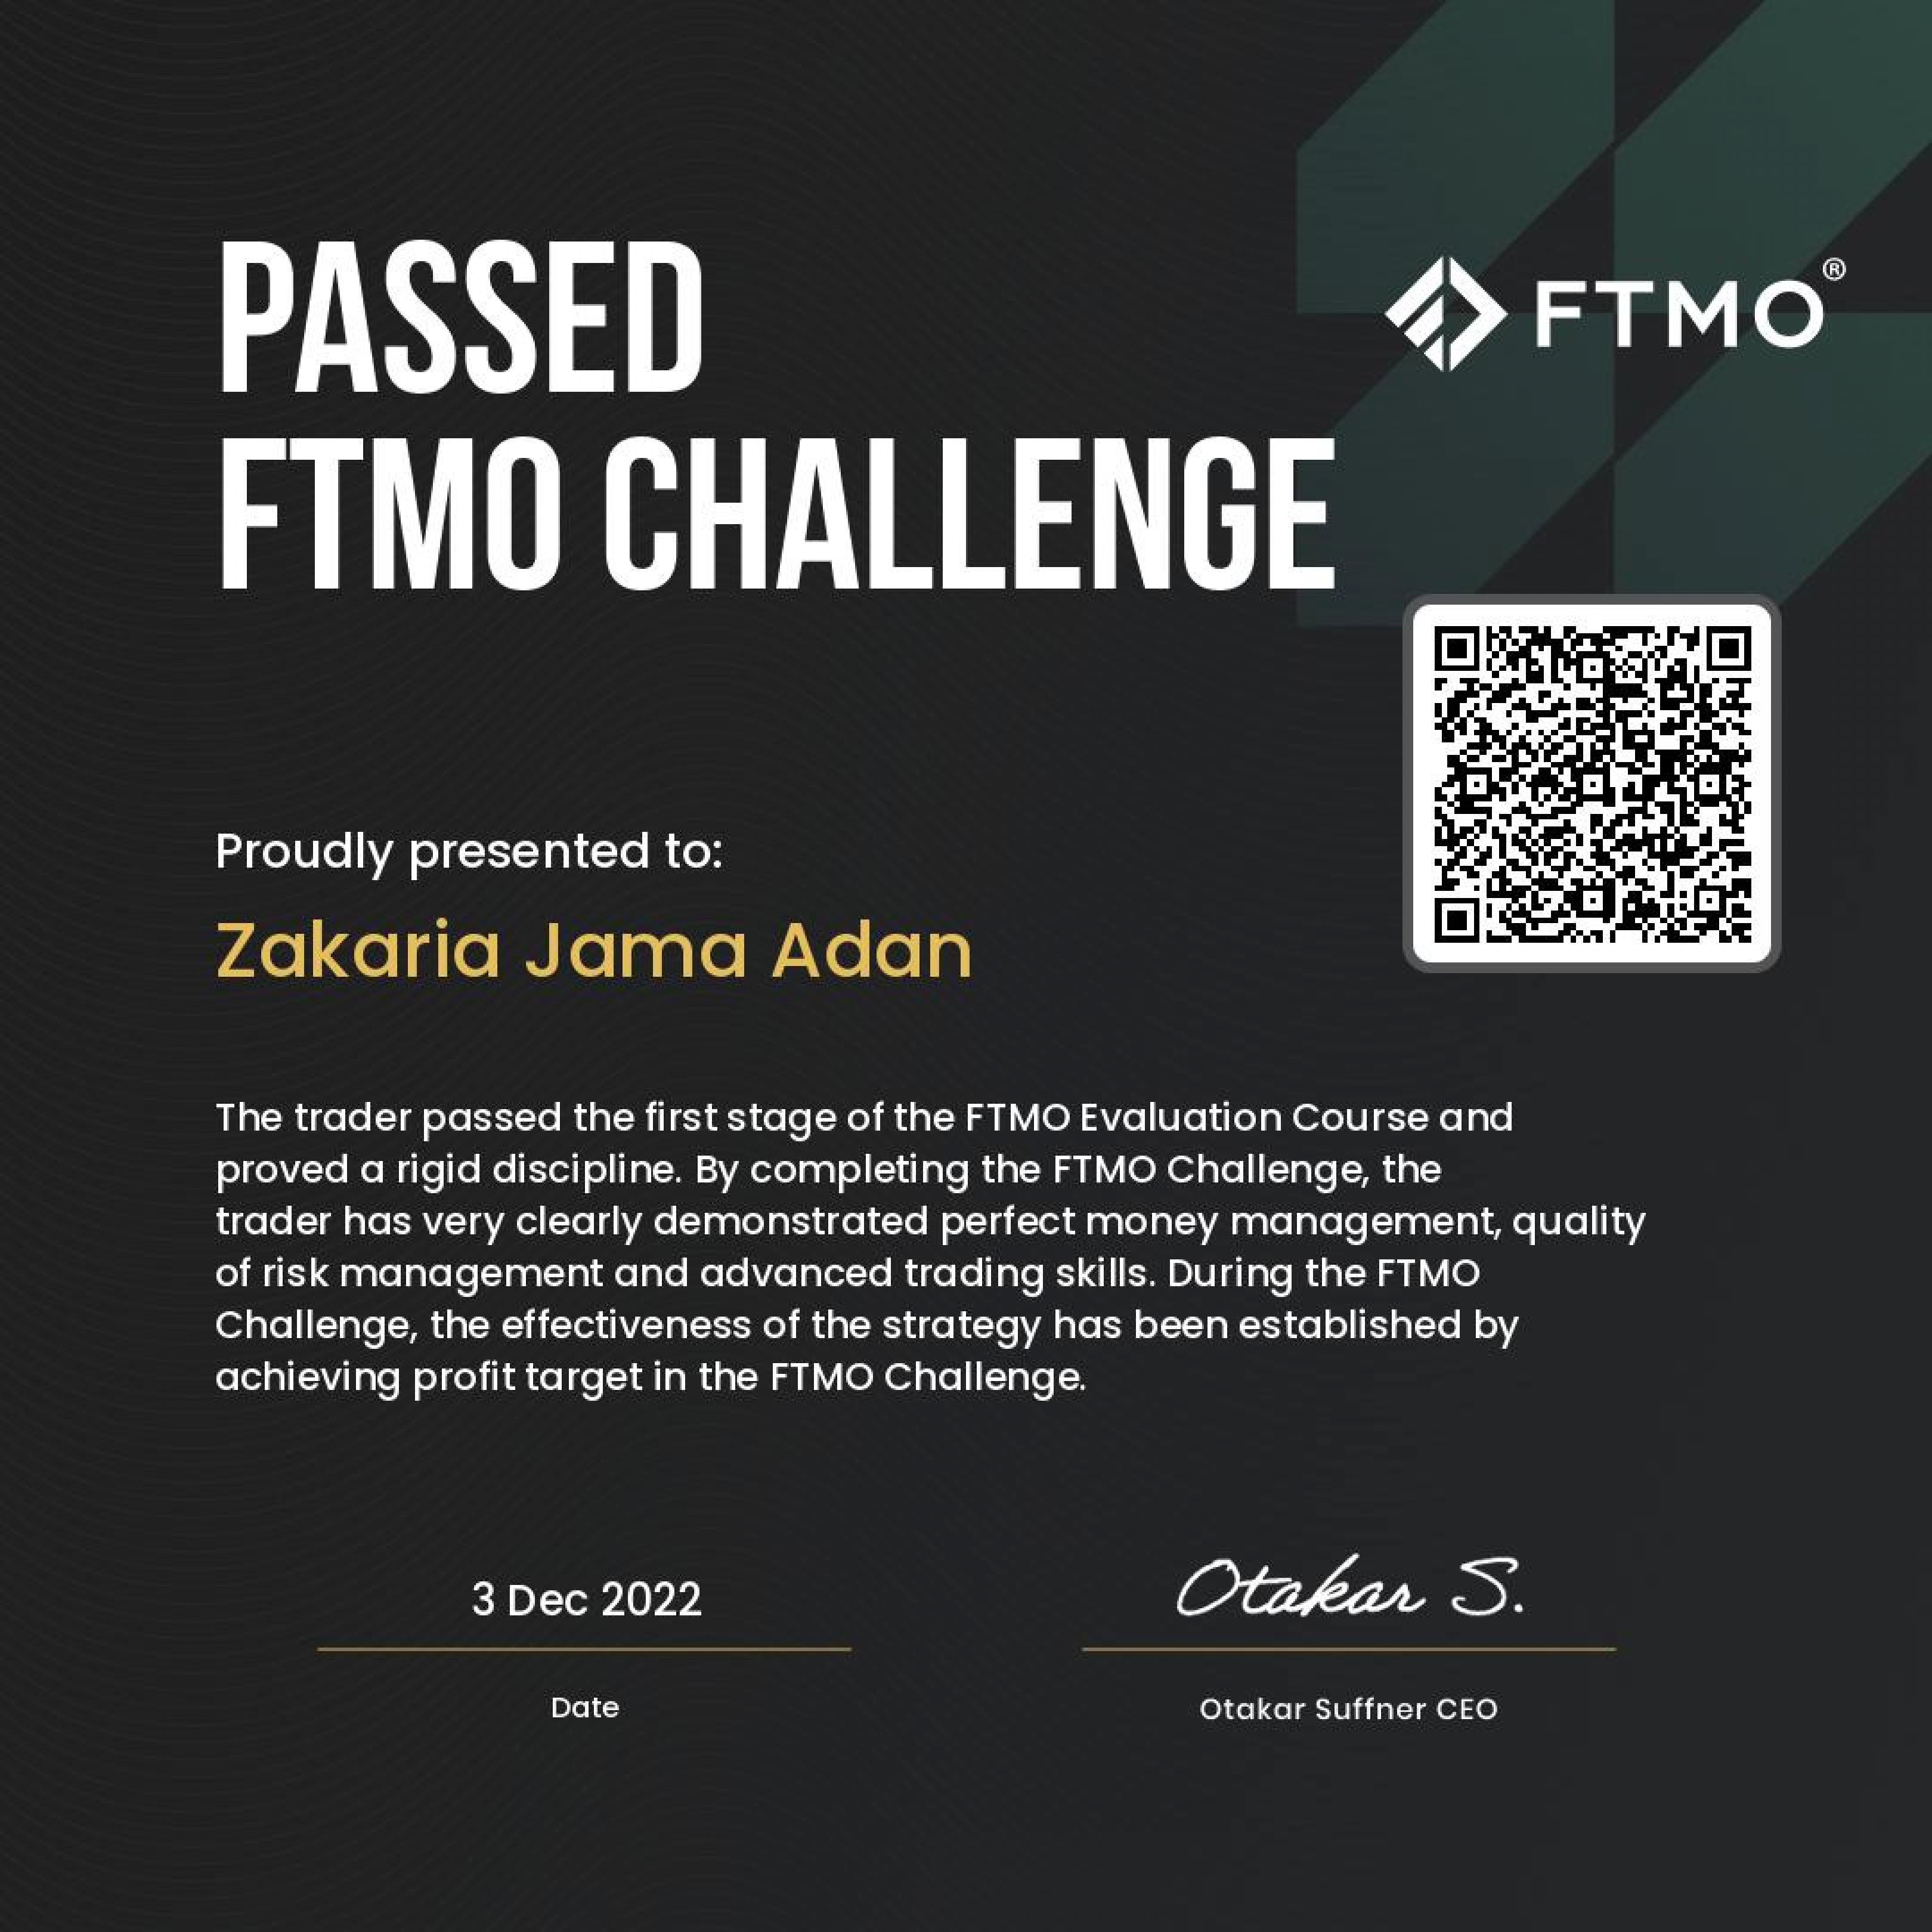 PASSED
FTMO CHALLENGE
FTMO®
Proudly presented to:
Zakaria Jama Adan
The trader passed the first stage of the FTMO Evaluation Course and
proved a rigid discipline. By completing the FTMO Challenge, the
trader has very clearly demonstrated perfect money management, quality
of risk management and advanced trading skills. During the FTMO
Challenge, the effectiveness of the strategy has been established by
achieving profit target in the FTMO Challenge.
3 Dec 2022
Date
Otakar S.
Otakar Suffner CEO